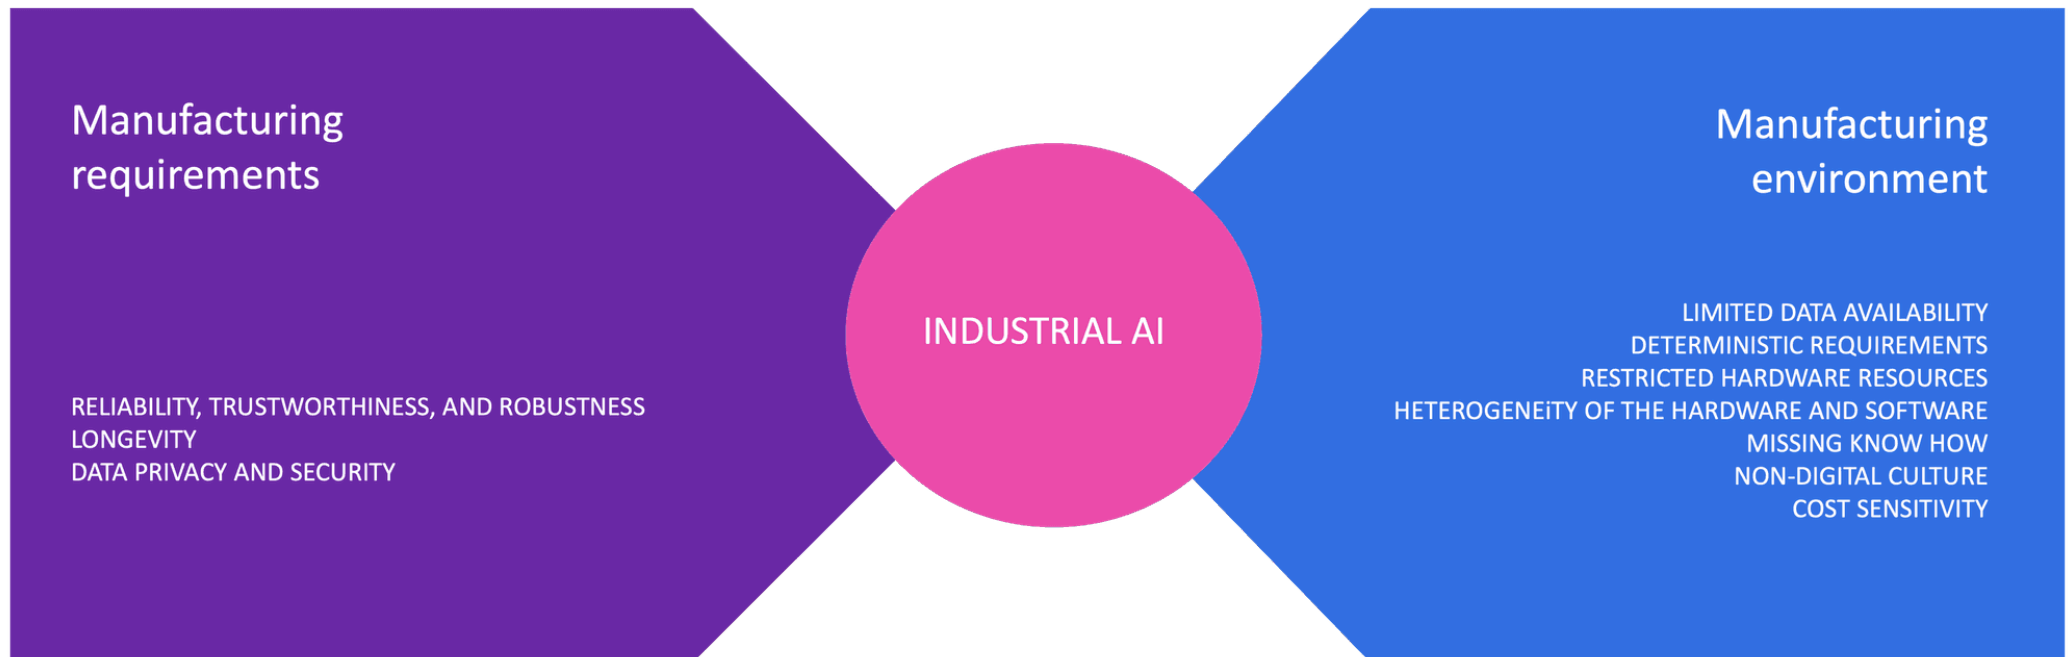 Manufacturing
requirements
RELIABILITY, TRUSTWORTHINESS, AND ROBUSTNESS
LONGEVITY
DATA PRIVACY AND SECURITY
INDUSTRIAL AI
Manufacturing
environment
LIMITED DATA AVAILABILITY
DETERMINISTIC REQUIREMENTS
RESTRICTED HARDWARE RESOURCES
HETEROGENEiTY OF THE HARDWARE AND SOFTWARE
MISSING KNOW HOW
NON-DIGITAL CULTURE
COST SENSITIVITY